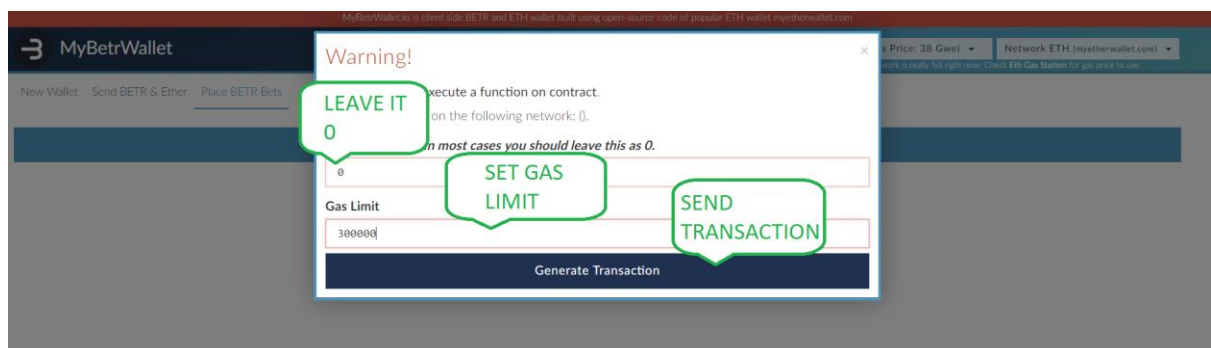 MyBetrWallet.io is client side BETR and ETH wallet built using open-source code of popular ETH wallet myetherwallet.com
MyBetrWallet
s Price: 38 Gwei
Network ETH (myetherwallet.com)
work is really full right now. Check Eth Gas Station for gas price to use.
New Wallet Send BETR & Ether Place BETR Bets
Warning!
×
xecute a function on contract.
on the following network: ().
n most cases you should leave this as 0.
LEAVE IT
0
0
SET GAS
LIMIT
Gas Limit
300000
SEND
TRANSACTION
Generate Transaction